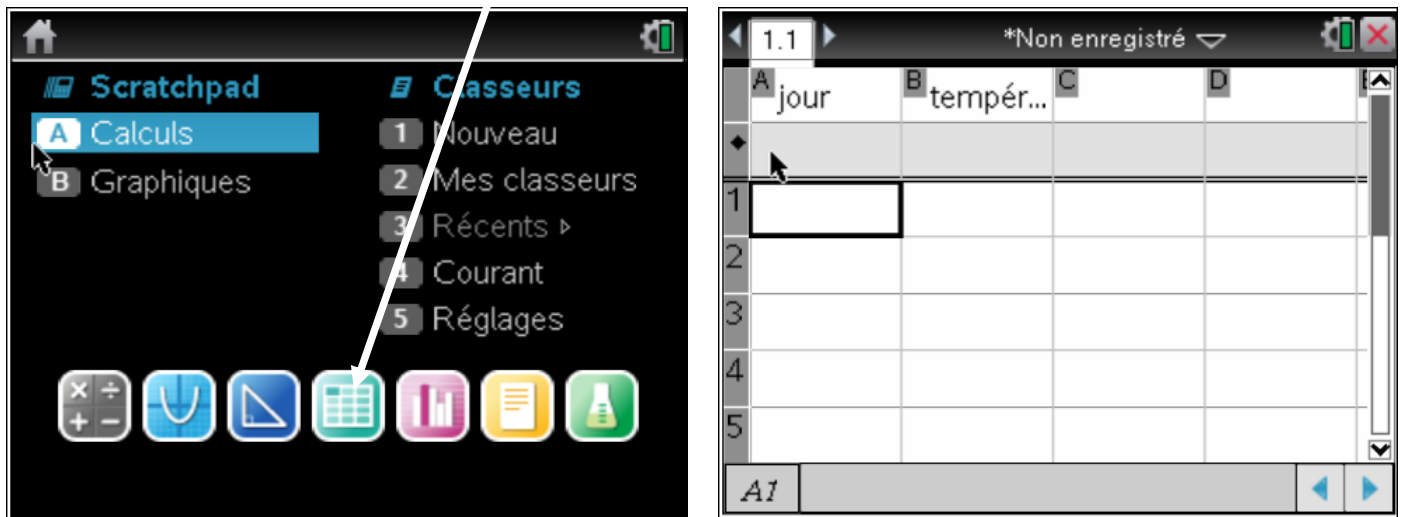 Scratchpad
A Calculs
B Graphiques
Classeurs
1 Nouveau
2 Mes classeurs
3 Récents ▹
4 Courant
5 Réglages
1.1 *Non enregistré
A jour B tempér... C D E
◆
1
2
3
4
5
A1